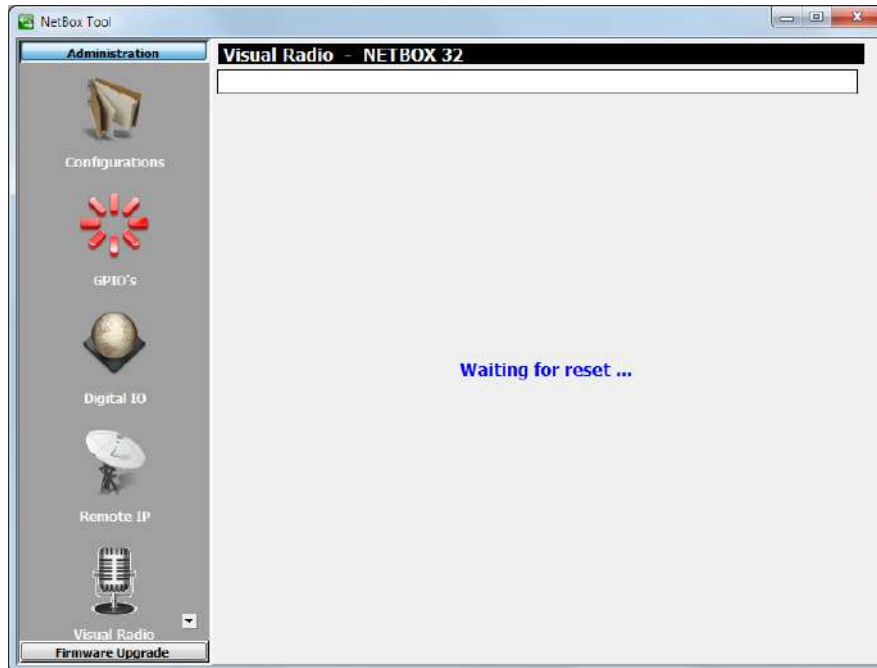 NetBox Tool
Administration
Configurations
GPIO's
Digital IO
Remote IP
Visual Radio
Firmware Upgrade
Visual Radio - NETBOX 32
Waiting for reset ...